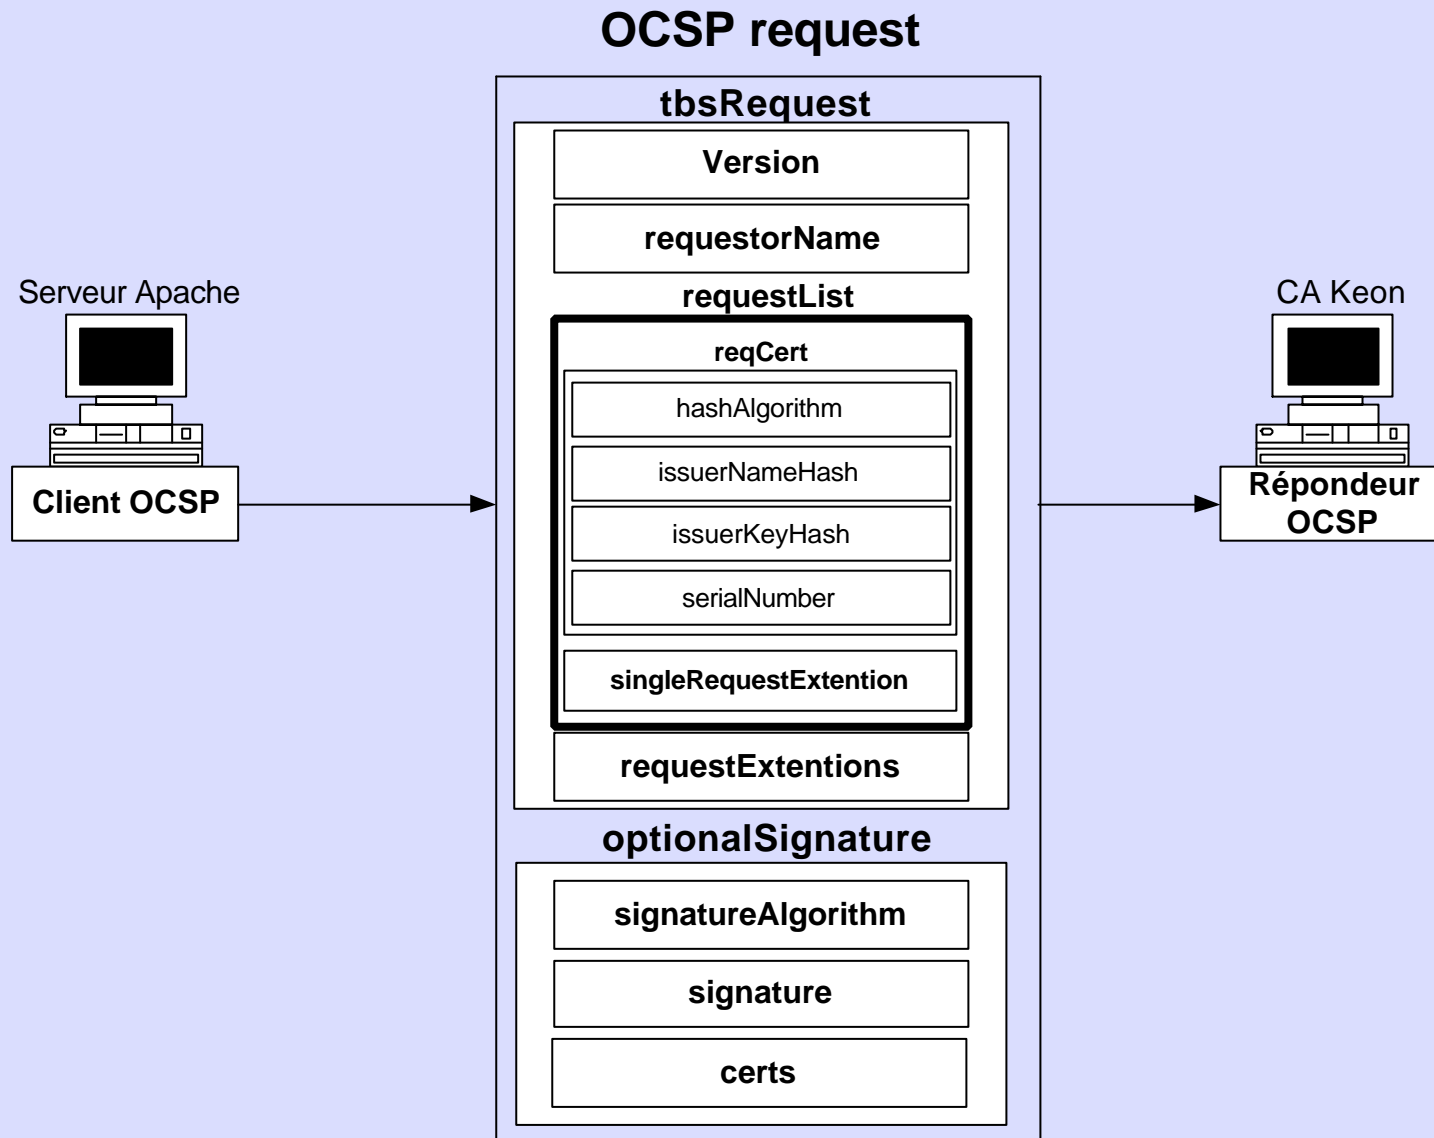 OCSP request
tbsRequest
Version
requestorName
requestList
reqCert
hashAlgorithm
issuerNameHash
issuerKeyHash
serialNumber
singleRequestExtention
requestExtentions
optionalSignature
signatureAlgorithm
signature
certs
Serveur Apache
Client OCSP
CA Keon
Répondeur
OCSP